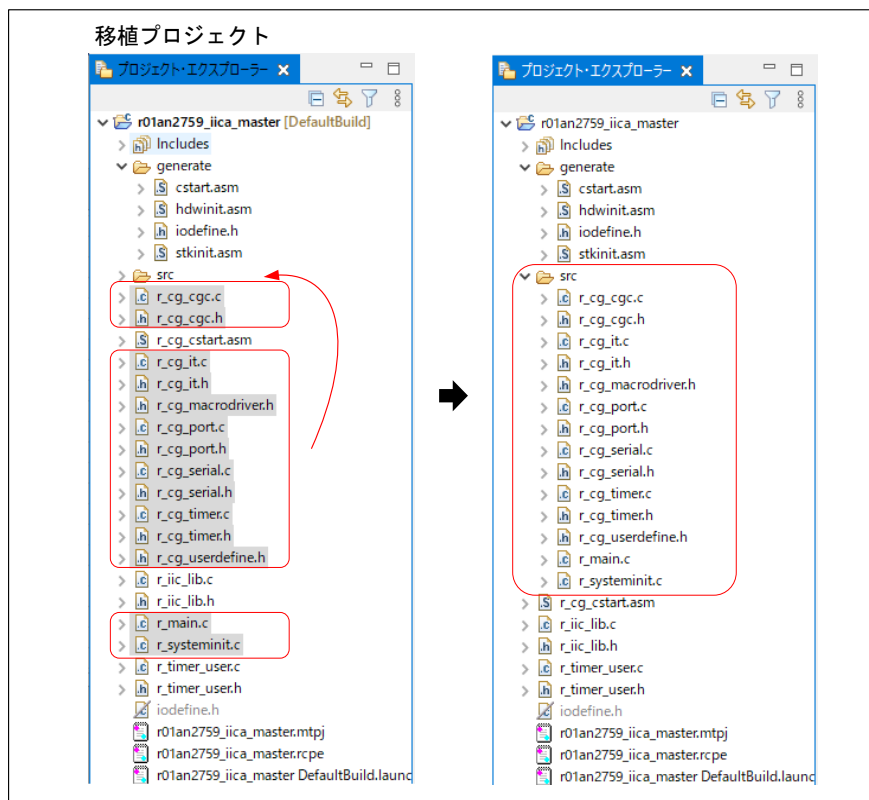 移植プロジェクト
プロジェクト・エクスプローラー
r01an2759_iica_master [DefaultBuild]
Includes
generate
cstart.asm
hdwinit.asm
iodefine.h
stkinit.asm
src
r_cg_cgc.c
r_cg_cgc.h
r_cg_cstart.asm
r_cg_it.c
r_cg_it.h
r_cg_macrodriver.h
r_cg_port.c
r_cg_port.h
r_cg_serial.c
r_cg_serial.h
r_cg_timer.c
r_cg_timer.h
r_cg_userdefine.h
r_iic_lib.c
r_iic_lib.h
r_main.c
r_systeminit.c
r_timer_user.c
r_timer_user.h
iodefine.h
r01an2759_iica_master.mtpj
r01an2759_iica_master.rcpe
r01an2759_iica_master DefaultBuild.launc
プロジェクト・エクスプローラー
r01an2759_iica_master
Includes
generate
cstart.asm
hdwinit.asm
iodefine.h
stkinit.asm
src
r_cg_cgc.c
r_cg_cgc.h
r_cg_it.c
r_cg_it.h
r_cg_macrodriver.h
r_cg_port.c
r_cg_port.h
r_cg_serial.c
r_cg_serial.h
r_cg_timer.c
r_cg_timer.h
r_cg_userdefine.h
r_main.c
r_systeminit.c
r_cg_cstart.asm
r_iic_lib.c
r_iic_lib.h
r_timer_user.c
r_timer_user.h
iodefine.h
r01an2759_iica_master.mtpj
r01an2759_iica_master.rcpe
r01an2759_iica_master DefaultBuild.launc